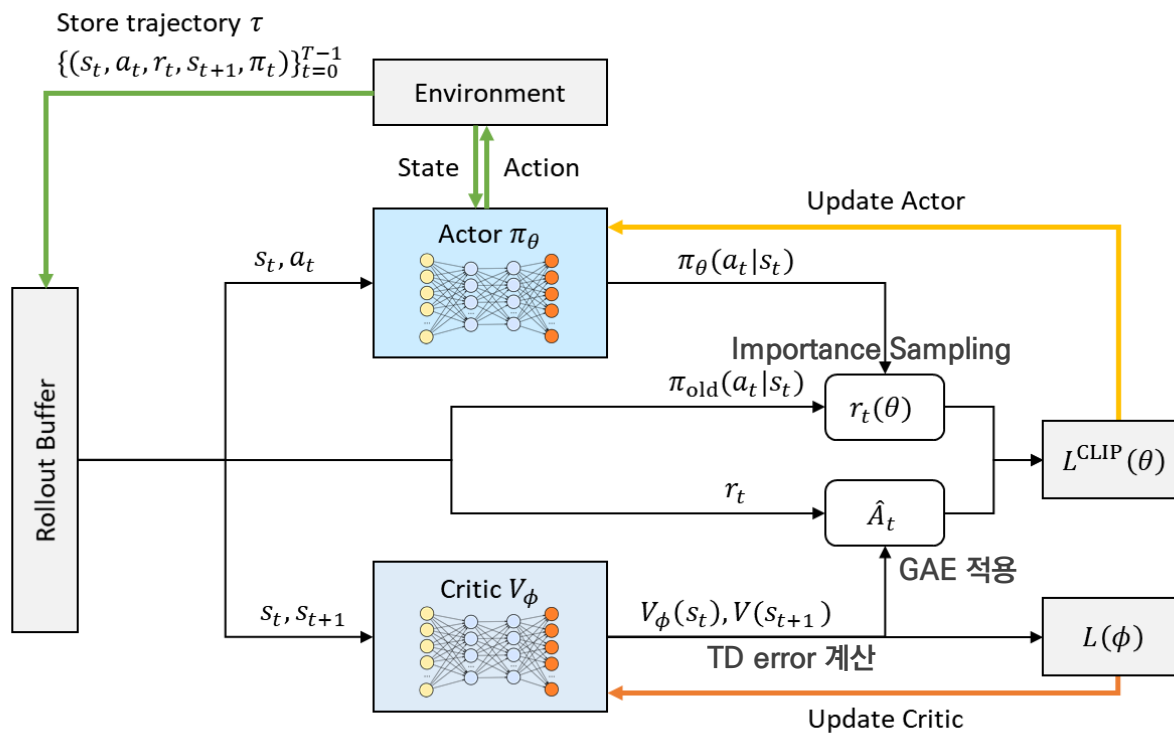 Store trajectory τ
{(s_t, a_t, r_t, s_{t+1}, π_t)}_{t=0}^{T−1}
Environment
State
Action
Update Actor
Actor π_θ
s_t, a_t
π_θ(a_t|s_t)
...
...
...
...
Importance Sampling
π_old(a_t|s_t)
r_t(θ)
Rollout Buffer
L^CLIP(θ)
r_t
Â_t
GAE 적용
Critic V_ϕ
s_t, s_{t+1}
V_ϕ(s_t), V(s_{t+1})
L(ϕ)
TD error 계산
...
...
...
...
Update Critic